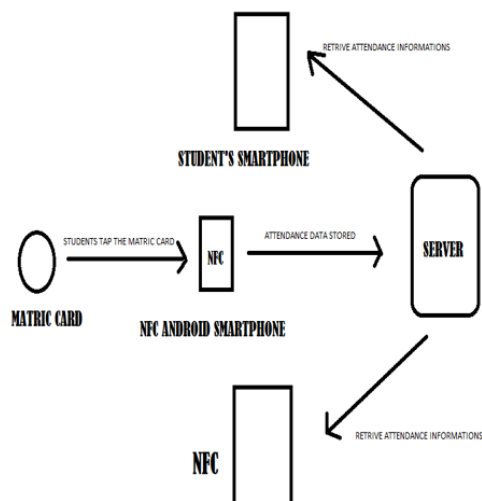 RETRIVE ATTENDANCE INFORMATIONS
STUDENT'S SMARTPHONE
STUDENTS TAP THE MATRIC CARD
ATTENDANCE DATA STORED
NFC
SERVER
MATRIC CARD
NFC ANDROID SMARTPHONE
RETRIVE ATTENDANCE INFORMATIONS
NFC